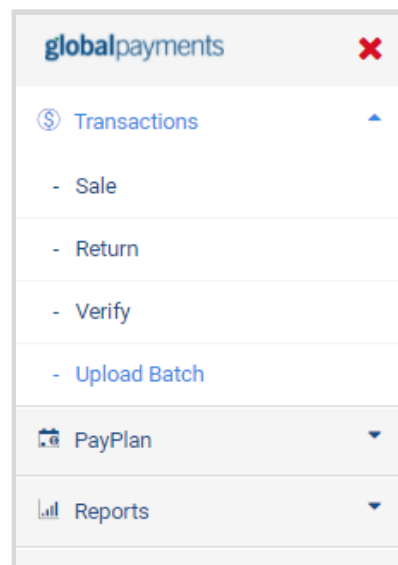 globalpayments
Transactions
- Sale
- Return
- Verify
- Upload Batch
PayPlan
Reports